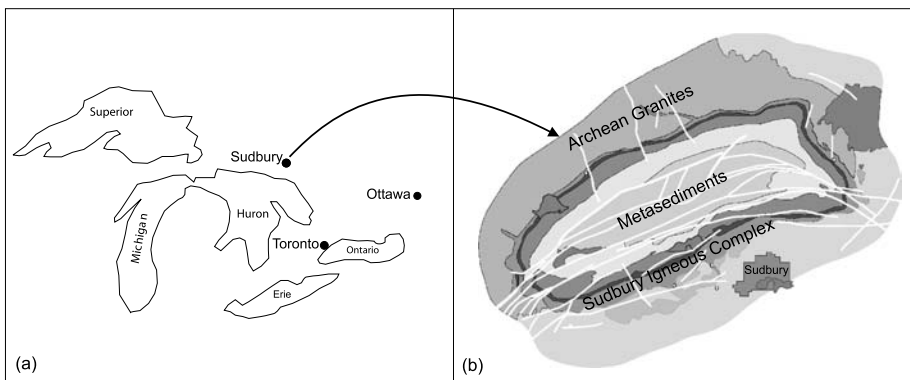 Superior
Sudbury
Ottawa
Huron
Michigan
Toronto
Ontario
Erie
(a)
Archean Granites
Metasediments
Sudbury Igneous Complex
Sudbury
(b)